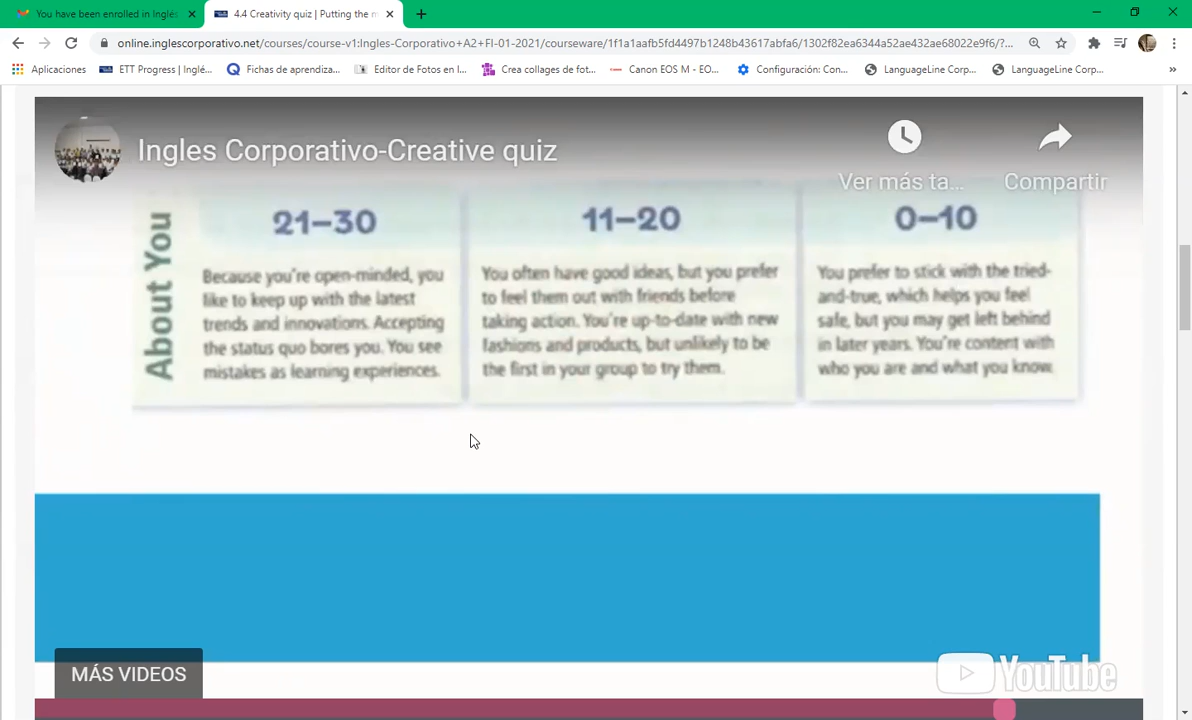 You have been enrolled in Inglés
4.4 Creativity quiz | Putting the m
online.inglescorporativo.net/courses/course-v1:Ingles-Corporativo+A2+FI-01-2021/courseware/1f1a1aafb5fd4497b1248b43617abfa6/1302f82ea6344a52ae432ae68022e9f6/?...
Aplicaciones
ETT Progress | Inglé...
Fichas de aprendiza...
Editor de Fotos en l...
Crea collages de fot...
Canon EOS M - EO...
Configuración: Con...
LanguageLine Corp...
LanguageLine Corp...
»
Ingles Corporativo-Creative quiz
Ver más ta...
Compartir
About You
21–30
Because you're open-minded, you
like to keep up with the latest
trends and innovations. Accepting
the status quo bores you. You see
mistakes as learning experiences.
11–20
You often have good ideas, but you prefer
to feel them out with friends before
taking action. You're up-to-date with new
fashions and products, but unlikely to be
the first in your group to try them.
0–10
You prefer to stick with the tried-
and-true, which helps you feel
safe, but you may get left behind
in later years. You're content with
who you are and what you know.
MÁS VIDEOS
YouTube